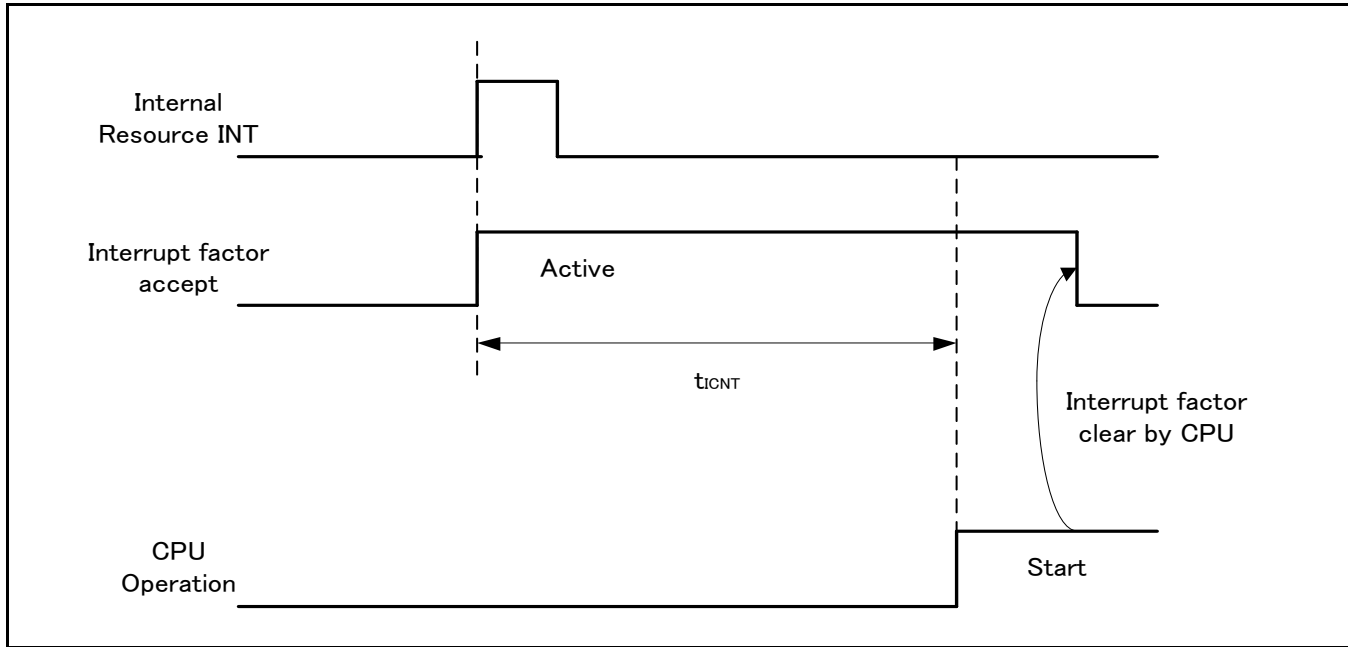 Internal
Resource INT
Interrupt factor
accept
Active
tICNT
Interrupt factor
clear by CPU
CPU
Operation
Start